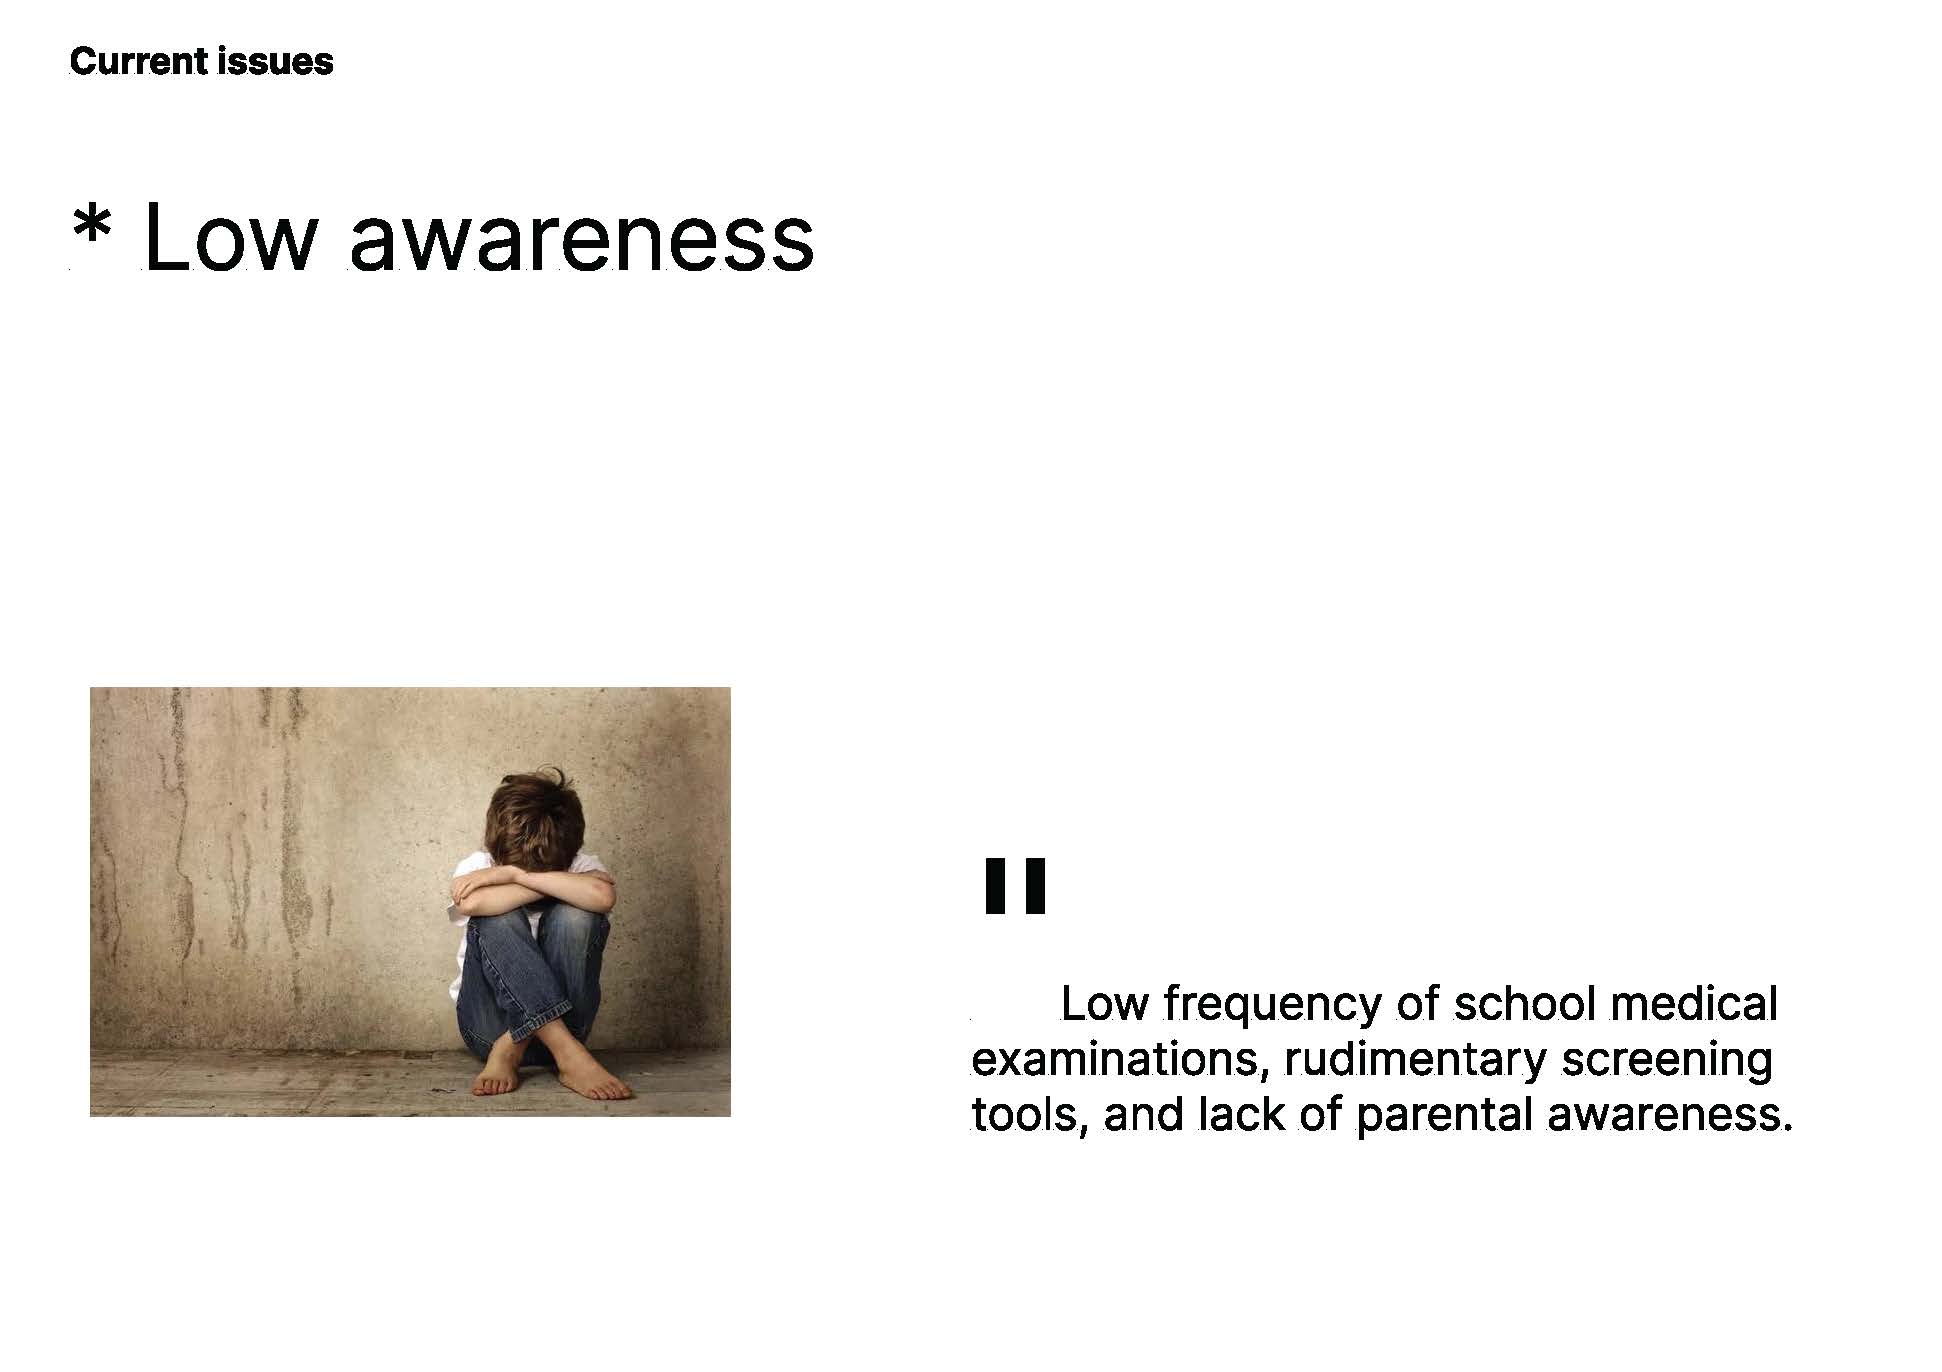 Current issues
* Low awareness
"
Low frequency of school medical
examinations, rudimentary screening
tools, and lack of parental awareness.